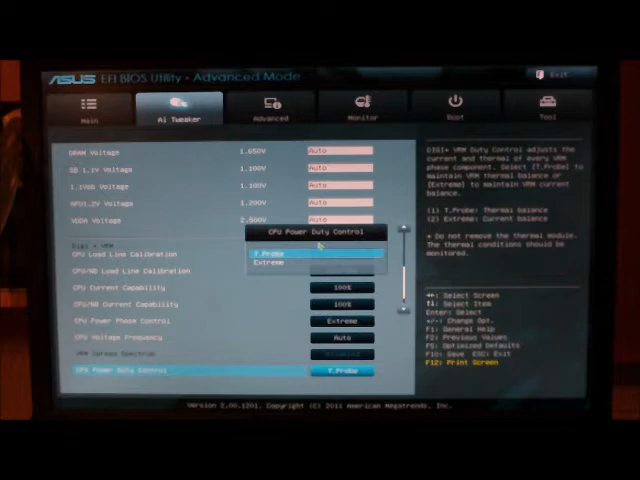 ASUS EFI BIOS Utility - Advanced Mode
Exit
Main
Ai Tweaker
Advanced
Monitor
Boot
Tool
DRAM Voltage 1.650V Auto
SB 1.1V Voltage 1.100V Auto
1.1VSB Voltage 1.100V Auto
APU1.2V Voltage 1.200V Auto
VDDA Voltage 2.500V Auto
Digi + VRM
CPU Load Line Calibration
CPU/NB Load Line Calibration
CPU Current Capability 100%
CPU/NB Current Capability 100%
CPU Power Phase Control Extreme
CPU Voltage Frequency Auto
VRM Spread Spectrum Disabled
CPU Power Duty Control T.Probe
CPU Power Duty Control
T.Probe
Extreme
DIGI+ VRM Duty Control adjusts the
current and thermal of every VRM
phase component. Select [T.Probe] to
maintain VRM thermal balance or
[Extreme] to maintain VRM current
balance.
(1) T.Probe: Thermal balance
(2) Extreme: Current balance
* Do not remove the thermal module.
The thermal conditions should be
monitored.
→←: Select Screen
↑↓: Select Item
Enter: Select
+/-: Change Opt.
F1: General Help
F2: Previous Values
F5: Optimized Defaults
F10: Save ESC: Exit
F12: Print Screen
Version 2.00.1201. Copyright (C) 2011 American Megatrends, Inc.